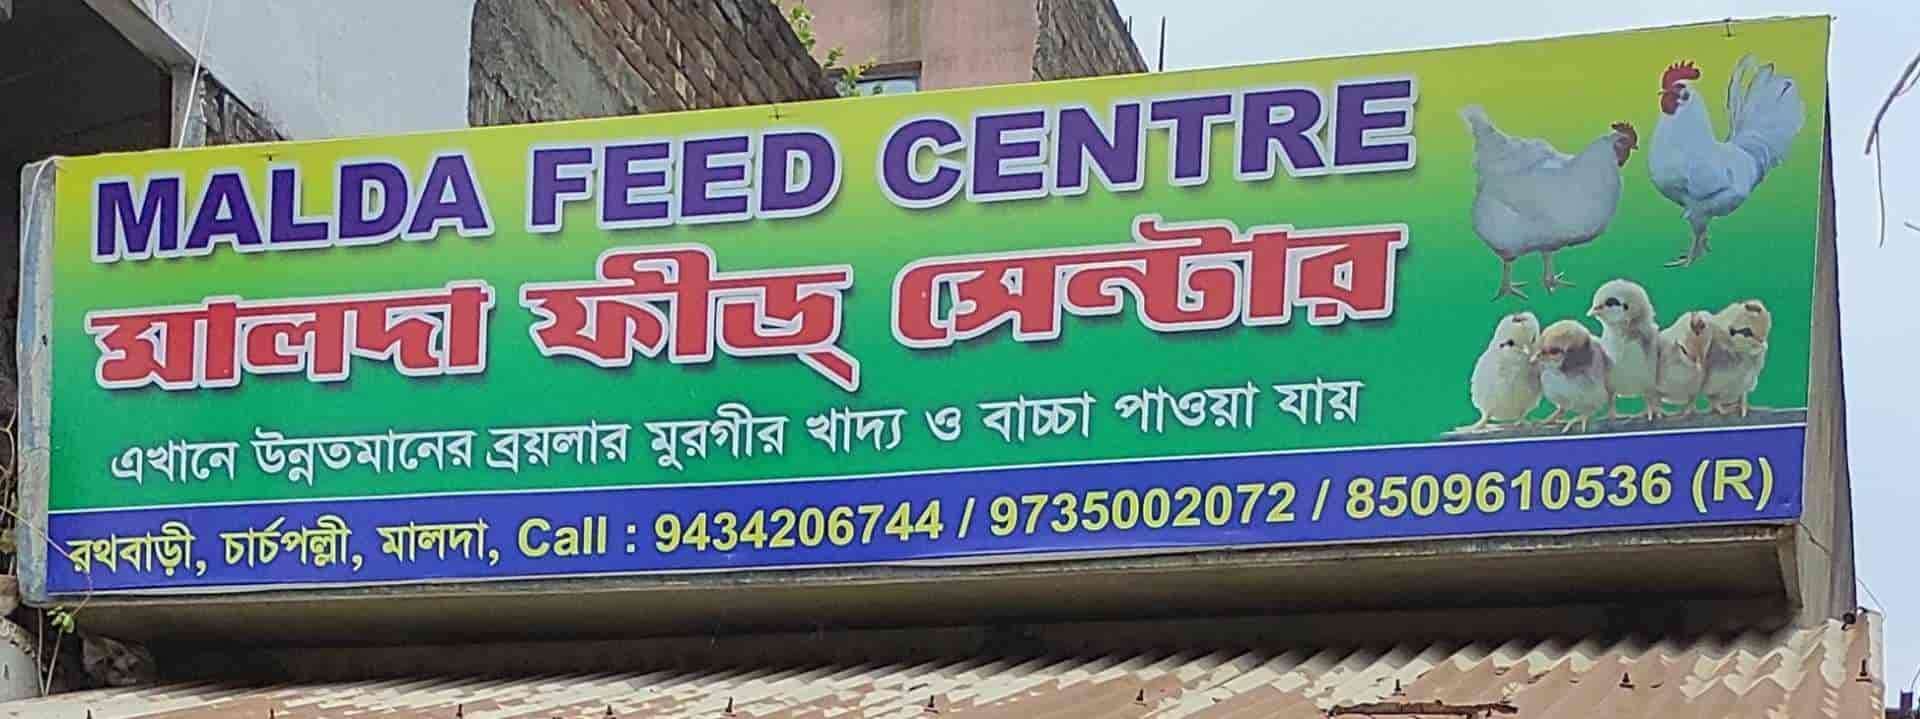 MALDA FEED CENTRE
মালদা ফীড্ সেন্টার
এখানে উন্নতমানের ব্রয়লার মুরগীর খাদ্য ও বাচ্চা পাওয়া যায়
রথবাড়ী, চার্চপল্লী, মালদা, Call : 9434206744 / 9735002072 / 8509610536 (R)